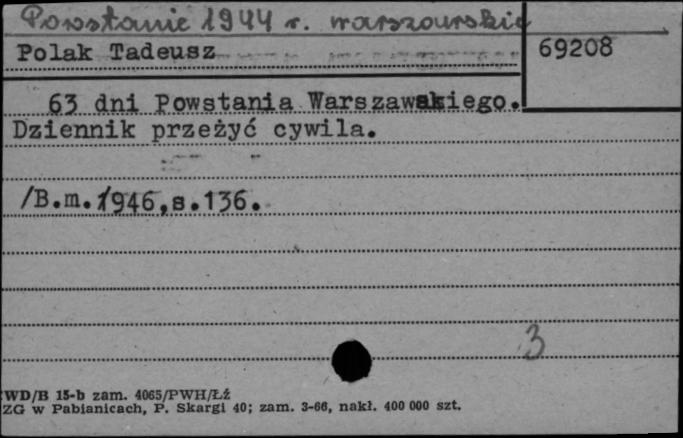 Powstanie 1944 r. warszawskie
Polak Tadeusz
69208
63 dni Powstania Warszawskiego.
Dziennik przeżyć cywila.
/B.m./1946,s.136.
3
WD/B 15-b zam. 4065/PWH/Łź
ZG w Pabianicach, P. Skargi 40; zam. 3-66, nakł. 400 000 szt.